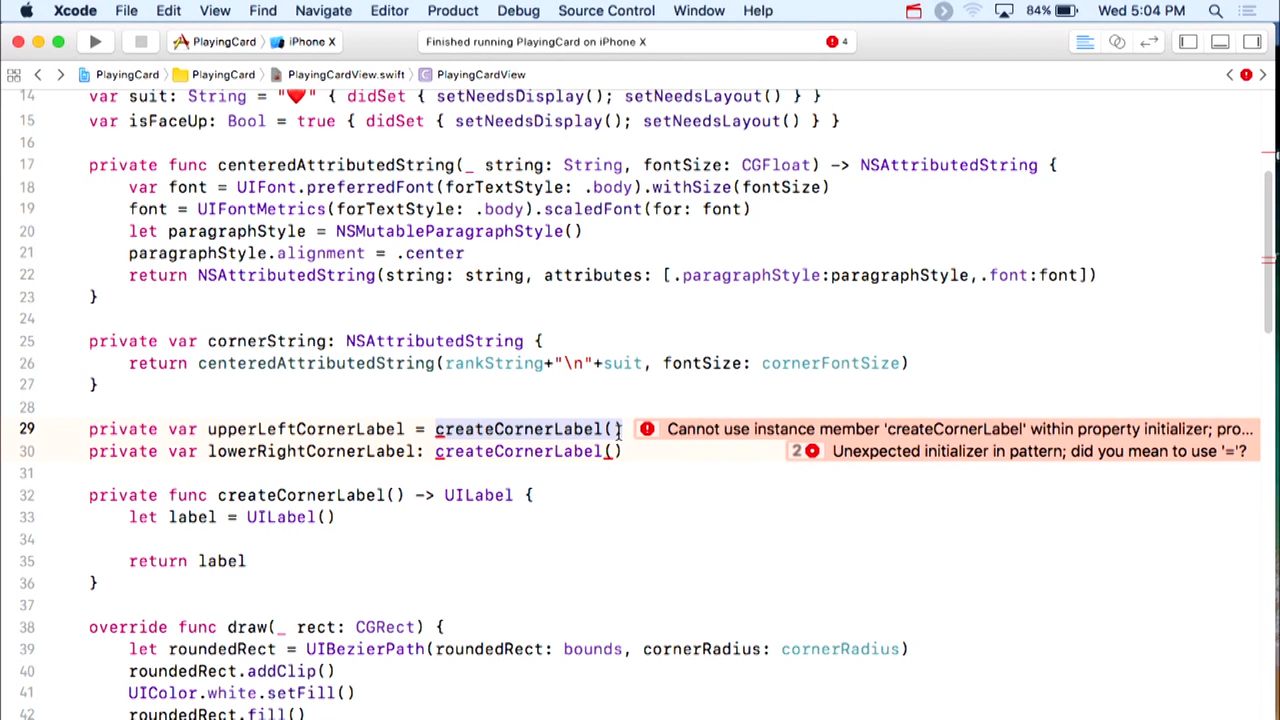 Xcode File Edit View Find Navigate Editor Product Debug Source Control Window Help 84% Wed 5:04 PM
PlayingCard iPhone X Finished running PlayingCard on iPhone X 4
PlayingCard PlayingCard PlayingCardView.swift PlayingCardView
14 var suit: String = "❤️" { didSet { setNeedsDisplay(); setNeedsLayout() } }
15 var isFaceUp: Bool = true { didSet { setNeedsDisplay(); setNeedsLayout() } }
16
17 private func centeredAttributedString(_ string: String, fontSize: CGFloat) -> NSAttributedString {
18 var font = UIFont.preferredFont(forTextStyle: .body).withSize(fontSize)
19 font = UIFontMetrics(forTextStyle: .body).scaledFont(for: font)
20 let paragraphStyle = NSMutableParagraphStyle()
21 paragraphStyle.alignment = .center
22 return NSAttributedString(string: string, attributes: [.paragraphStyle:paragraphStyle,.font:font])
23 }
24
25 private var cornerString: NSAttributedString {
26 return centeredAttributedString(rankString+"\n"+suit, fontSize: cornerFontSize)
27 }
28
29 private var upperLeftCornerLabel = createCornerLabel() Cannot use instance member 'createCornerLabel' within property initializer; pro...
30 private var lowerRightCornerLabel: createCornerLabel() 2 Unexpected initializer in pattern; did you mean to use '='?
31
32 private func createCornerLabel() -> UILabel {
33 let label = UILabel()
34
35 return label
36 }
37
38 override func draw(_ rect: CGRect) {
39 let roundedRect = UIBezierPath(roundedRect: bounds, cornerRadius: cornerRadius)
40 roundedRect.addClip()
41 UIColor.white.setFill()
42 roundedRect.fill()